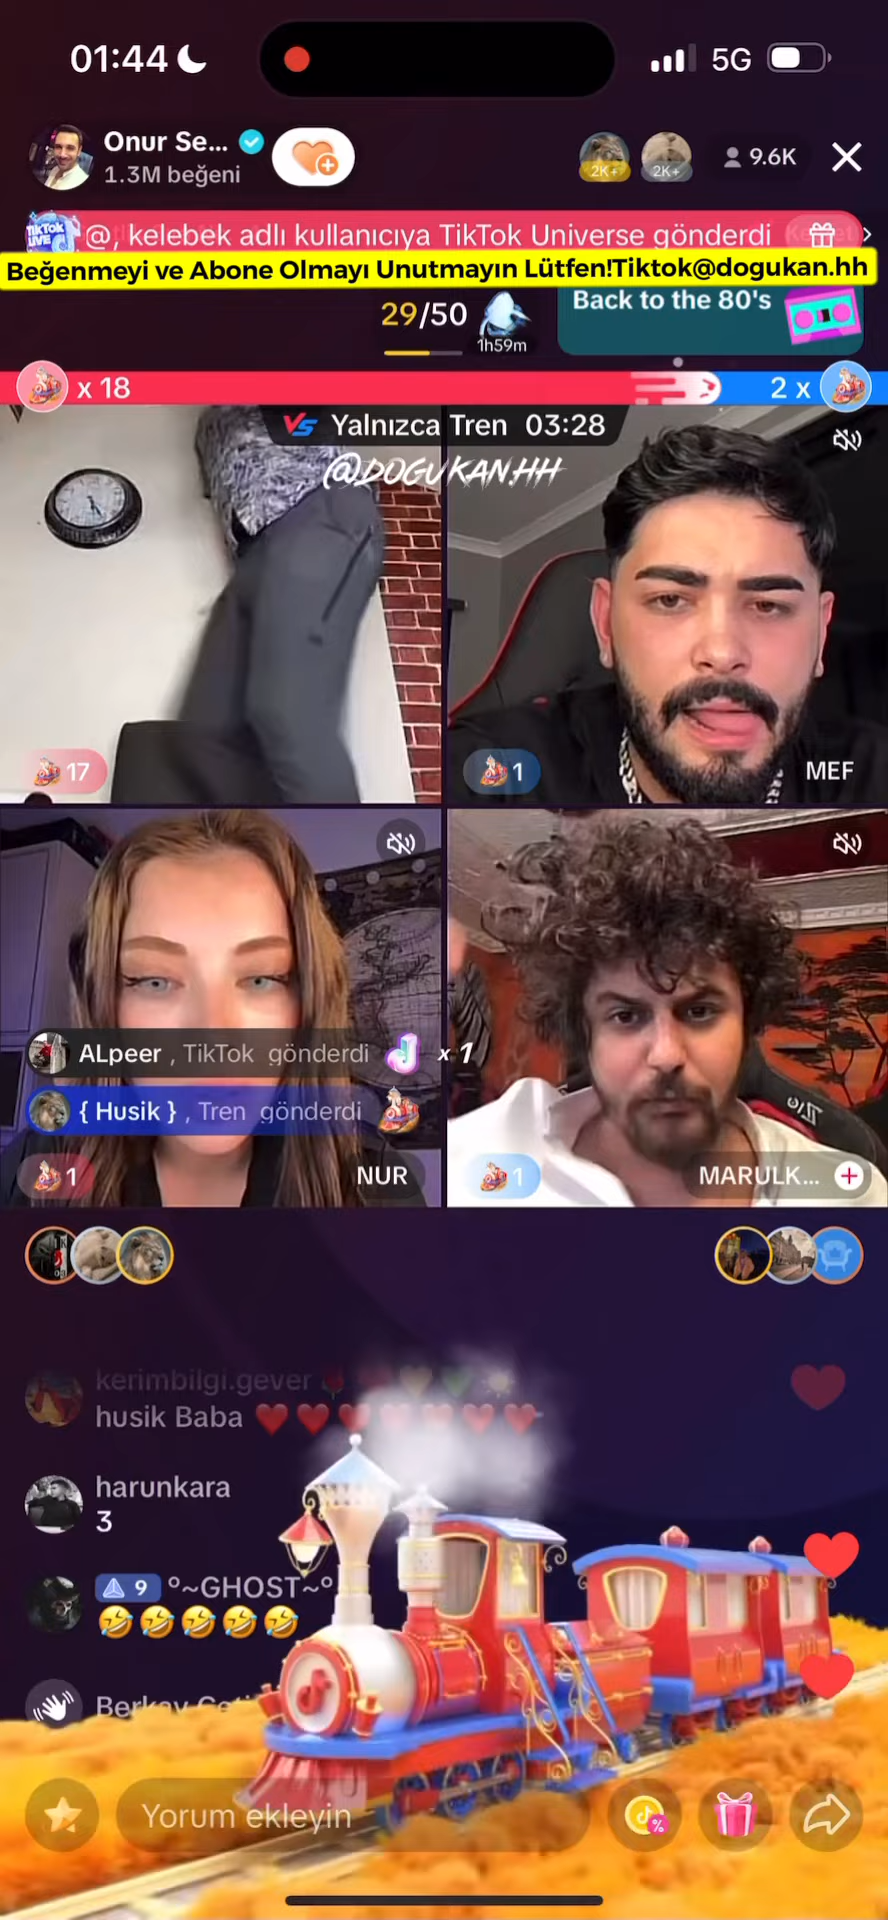 01:44
5G
Onur Se...
1.3M beğeni
2K+
2K+
9.6K
TikTok LIVE
@, kelebek adlı kullanıcıya TikTok Universe gönderdi
Beğenmeyi ve Abone Olmayı Unutmayın Lütfen!Tiktok@dogukan.hh
29/50
1h59m
Back to the 80's
x 18
2 x
VS Yalnızca Tren 03:28
@DOGUKAN.HH
17
1
MEF
ALpeer , TikTok gönderdi x 1
{ Husik } , Tren gönderdi
1
NUR
1
MARULK...
kerimbilgi.gever
husik Baba ❤️❤️❤️❤️❤️❤️❤️
harunkara
3
9 °~GHOST~°
🤣🤣🤣🤣🤣
Yorum ekleyin